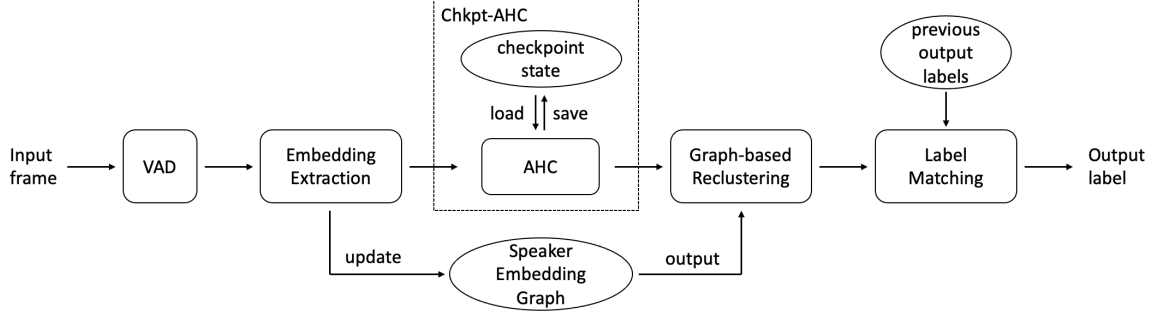 Chkpt-AHC
checkpoint
state
previous
output
labels
load
save
Input
frame
VAD
Embedding
Extraction
AHC
Graph-based
Reclustering
Label
Matching
Output
label
update
Speaker
Embedding
Graph
output